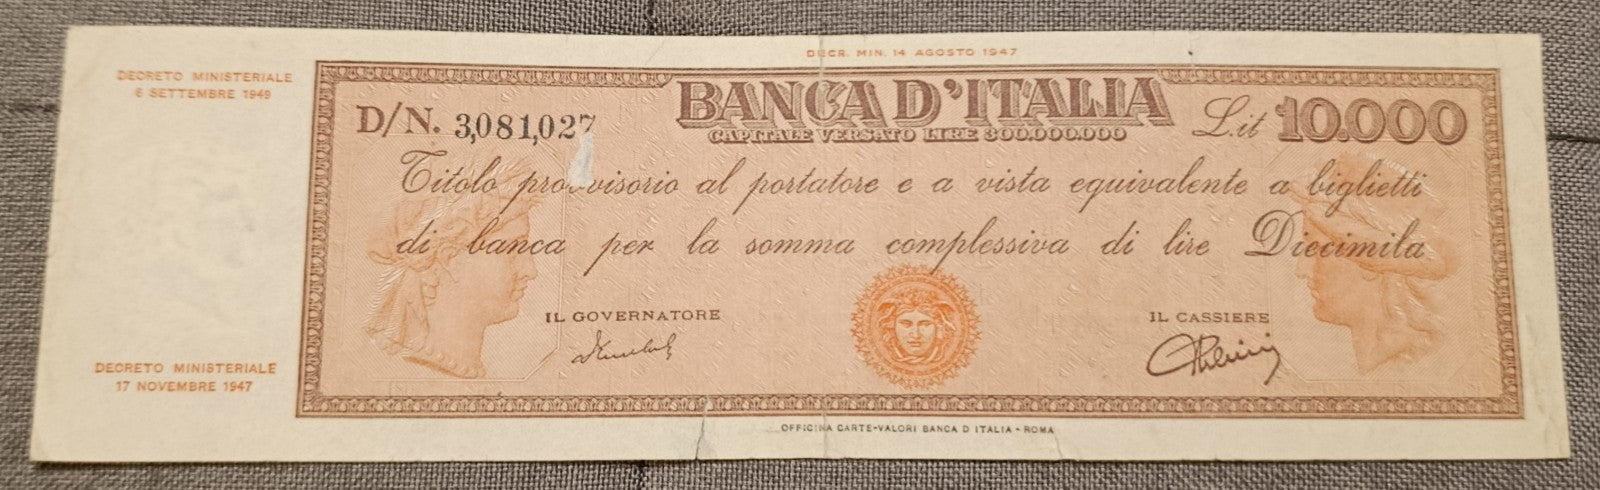 DECR. MIN. 14 AGOSTO 1947
DECRETO MINISTERIALE
6 SETTEMBRE 1949
BANCA D'ITALIA
CAPITALE VERSATO LIRE 300.000.000
D/N. 3,081,027
L.it 10.000
Titolo provvisorio al portatore e a vista equivalente a biglietti
di banca per la somma complessiva di lire Diecimila
IL GOVERNATORE
IL CASSIERE
DECRETO MINISTERIALE
17 NOVEMBRE 1947
OFFICINA CARTE-VALORI BANCA D ITALIA - ROMA